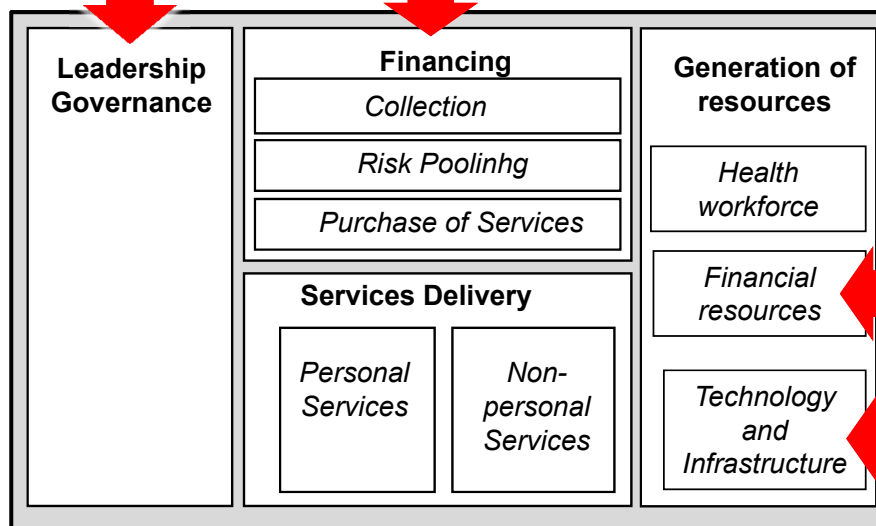 Leadership
Governance
Financing
Collection
Risk Poolinhg
Purchase of Services
Services Delivery
Personal
Services
Non-
personal
Services
Generation of
resources
Health
workforce
Financial
resources
Technology
and
Infrastructure